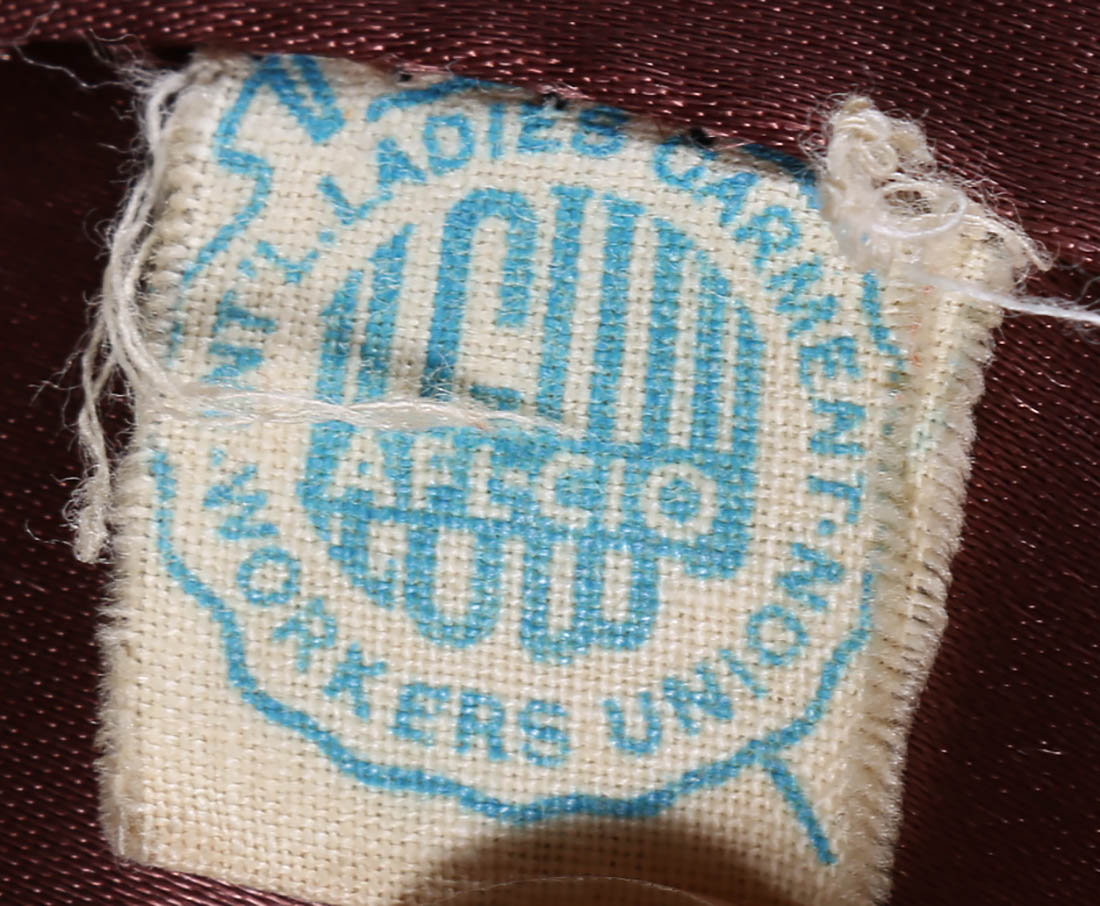 INT'L. LADIES GARMENT
WORKERS UNION
ILGWU
AFL-CIO